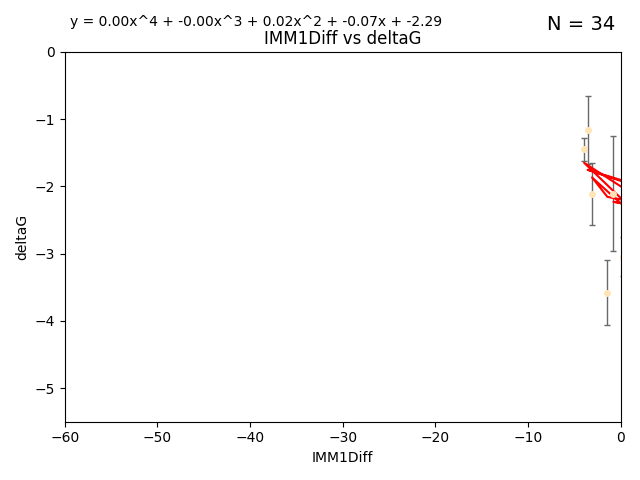 y = 0.00x^4 + -0.00x^3 + 0.02x^2 + -0.07x + -2.29
N = 34
IMM1Diff vs deltaG
0
−1
−2
−3
−4
−5
deltaG
−60 −50 −40 −30 −20 −10 0
IMM1Diff